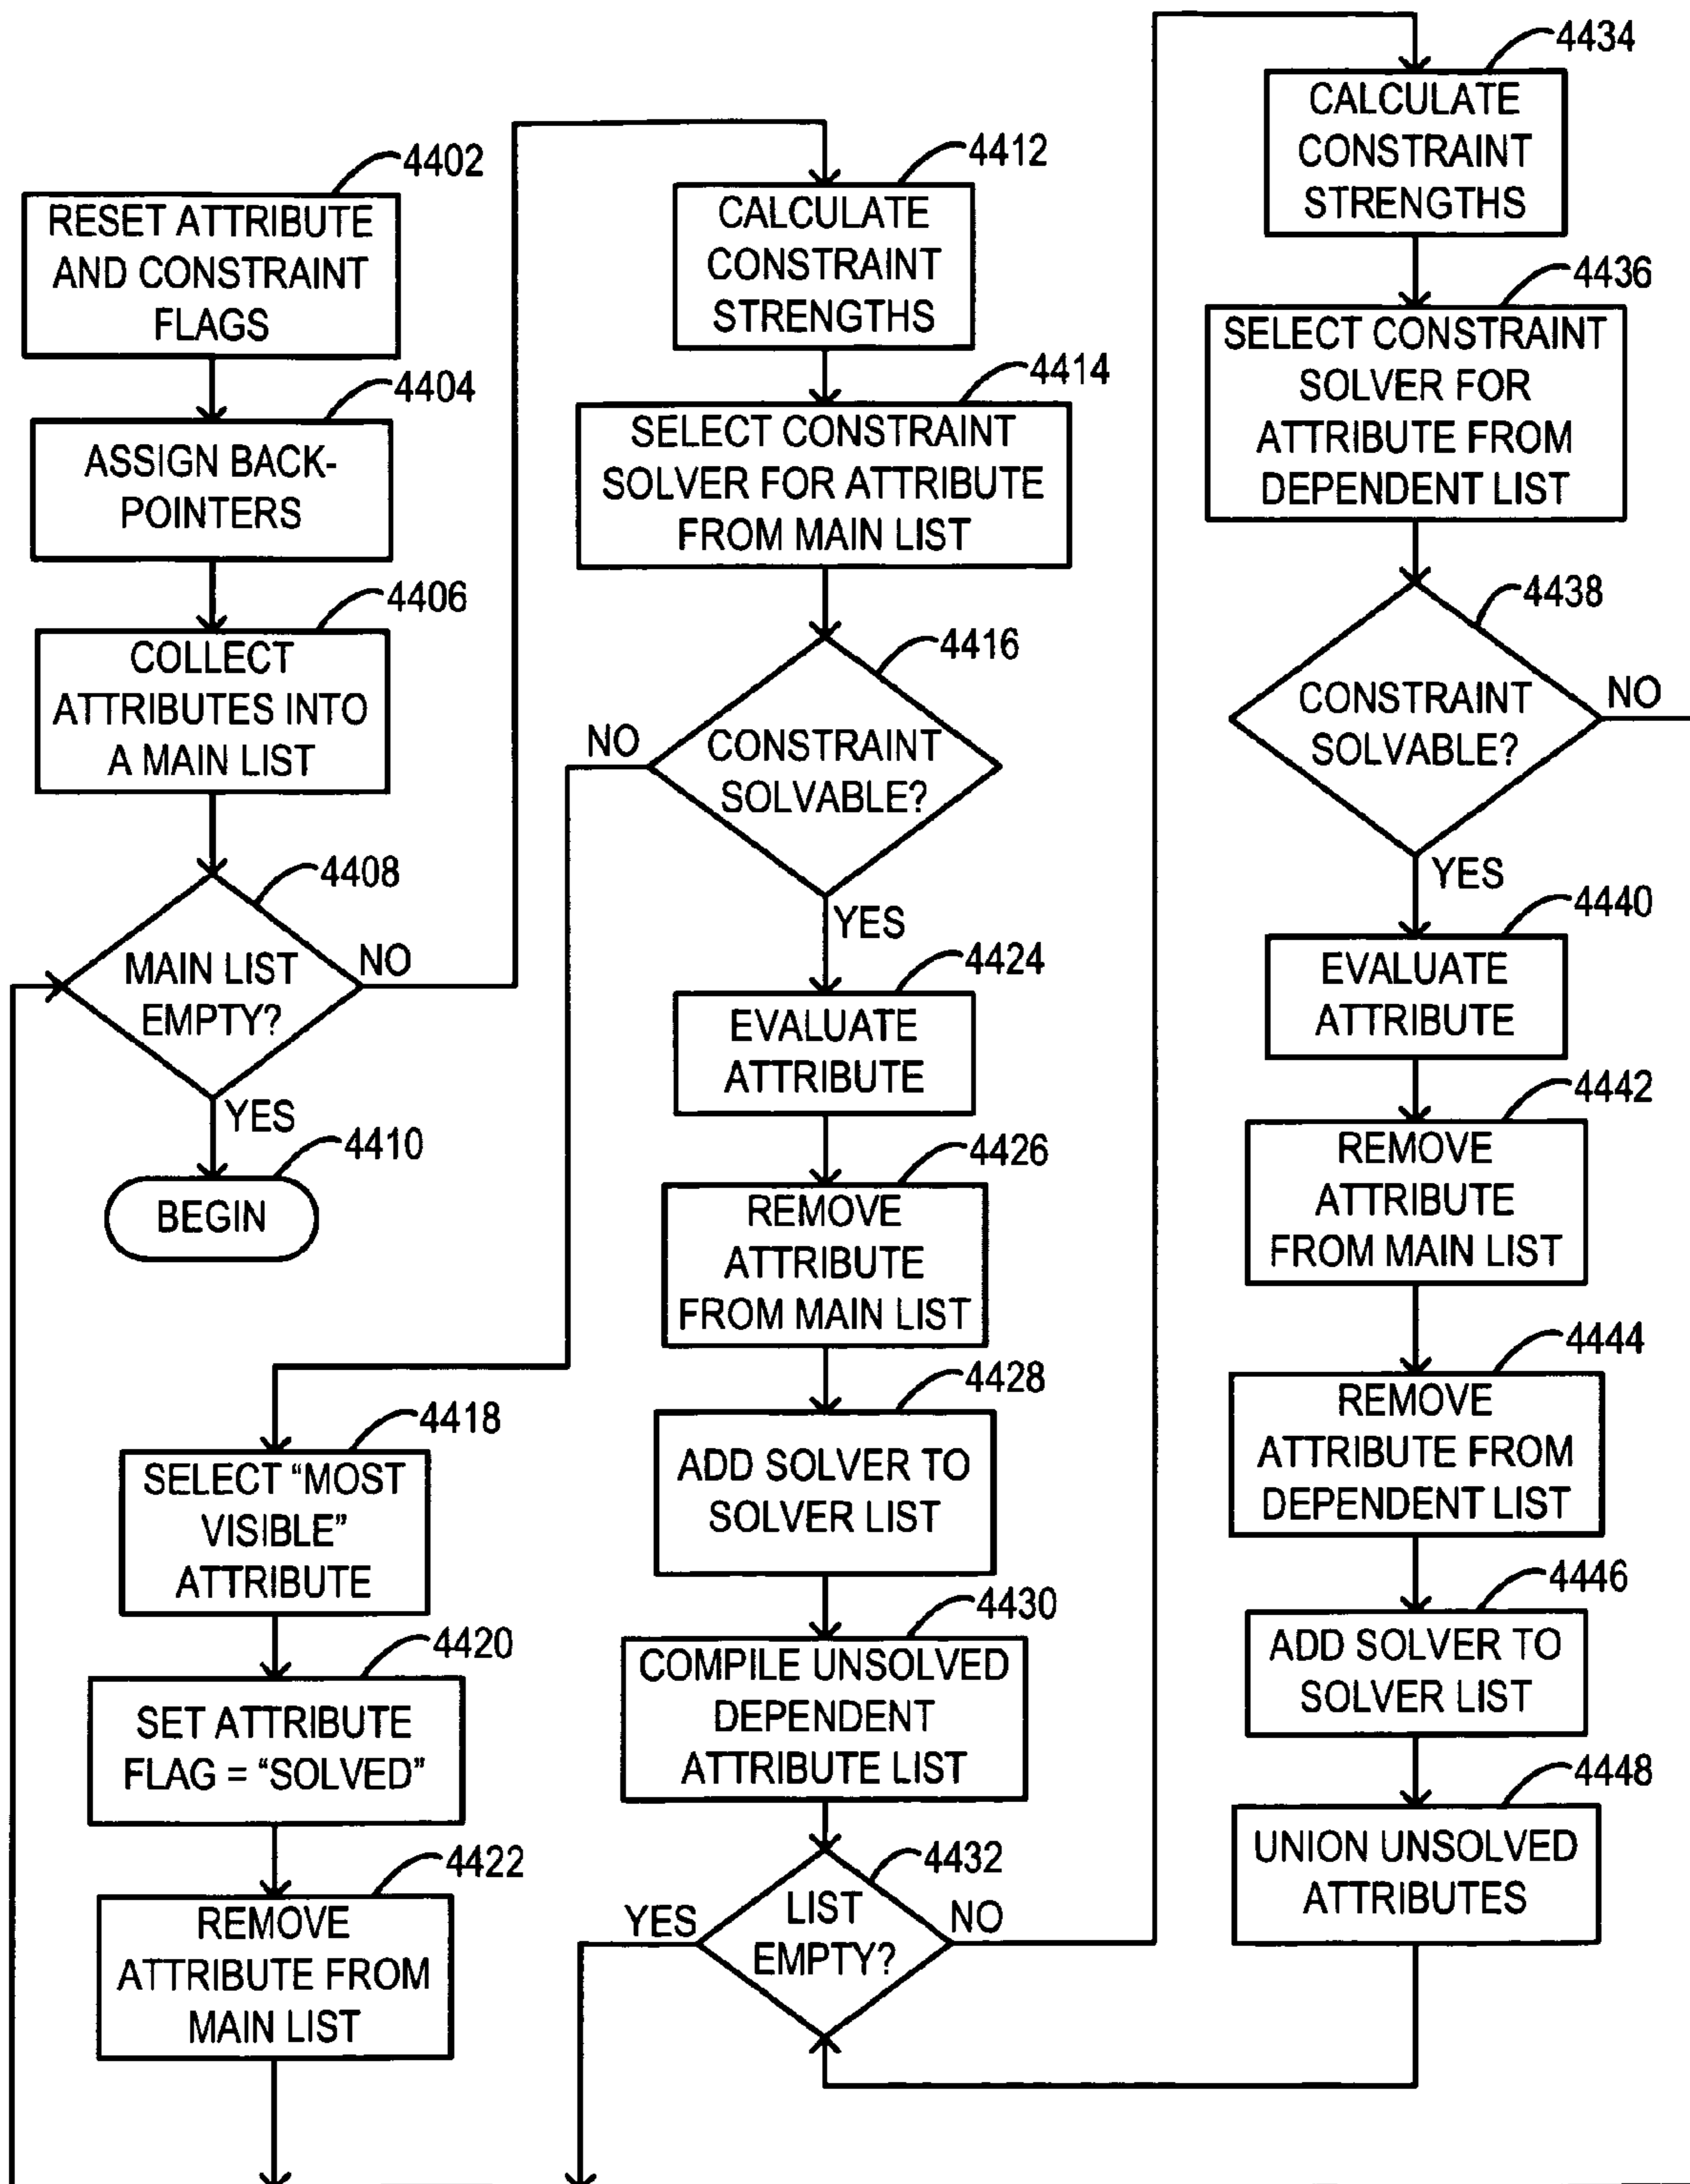 4402
RESET ATTRIBUTE
AND CONSTRAINT
FLAGS
4404
ASSIGN BACK-
POINTERS
4406
COLLECT
ATTRIBUTES INTO
A MAIN LIST
4408
MAIN LIST
EMPTY?
NO
YES
4410
BEGIN
4412
CALCULATE
CONSTRAINT
STRENGTHS
4414
SELECT CONSTRAINT
SOLVER FOR ATTRIBUTE
FROM MAIN LIST
4416
CONSTRAINT
SOLVABLE?
NO
YES
4418
SELECT “MOST
VISIBLE”
ATTRIBUTE
4420
SET ATTRIBUTE
FLAG = “SOLVED”
4422
REMOVE
ATTRIBUTE FROM
MAIN LIST
4424
EVALUATE
ATTRIBUTE
4426
REMOVE
ATTRIBUTE
FROM MAIN LIST
4428
ADD SOLVER TO
SOLVER LIST
4430
COMPILE UNSOLVED
DEPENDENT
ATTRIBUTE LIST
4432
LIST
EMPTY?
YES
NO
4434
CALCULATE
CONSTRAINT
STRENGTHS
4436
SELECT CONSTRAINT
SOLVER FOR
ATTRIBUTE FROM
DEPENDENT LIST
4438
CONSTRAINT
SOLVABLE?
NO
YES
4440
EVALUATE
ATTRIBUTE
4442
REMOVE
ATTRIBUTE
FROM MAIN LIST
4444
REMOVE
ATTRIBUTE FROM
DEPENDENT LIST
4446
ADD SOLVER TO
SOLVER LIST
4448
UNION UNSOLVED
ATTRIBUTES